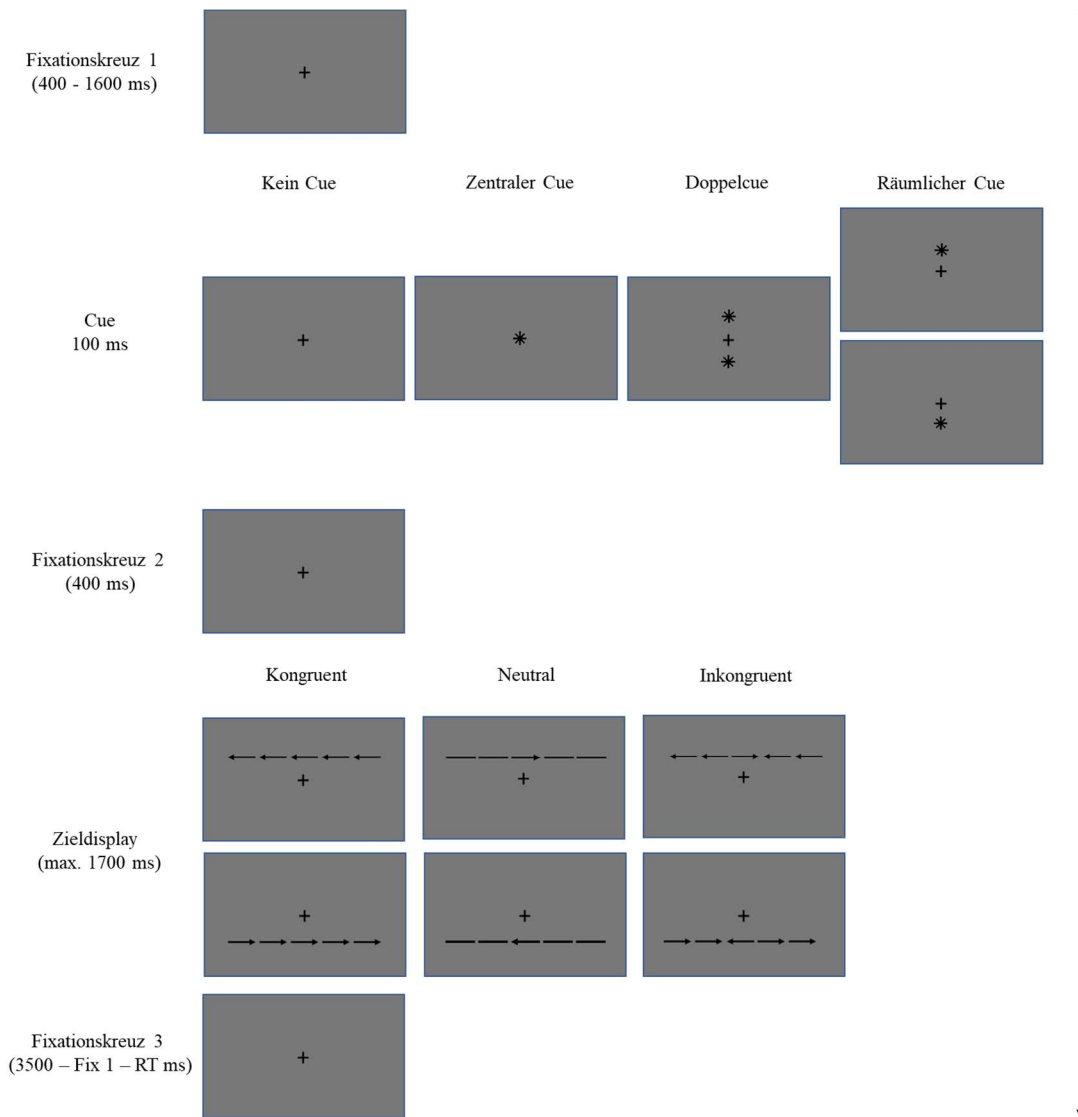 Fixationskreuz 1
(400 - 1600 ms)
Kein Cue
Zentraler Cue
Doppelcue
Räumlicher Cue
Cue
100 ms
Fixationskreuz 2
(400 ms)
Kongruent
Neutral
Inkongruent
Zieldisplay
(max. 1700 ms)
Fixationskreuz 3
(3500 – Fix 1 – RT ms)